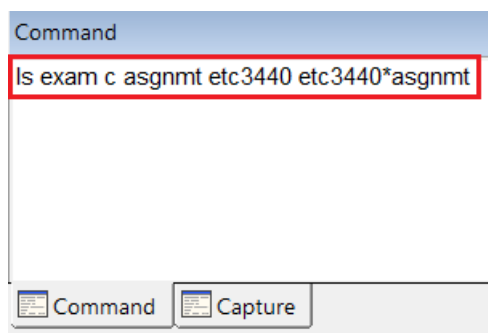 Command
ls exam c asgnmt etc3440 etc3440*asgnmt
Command Capture